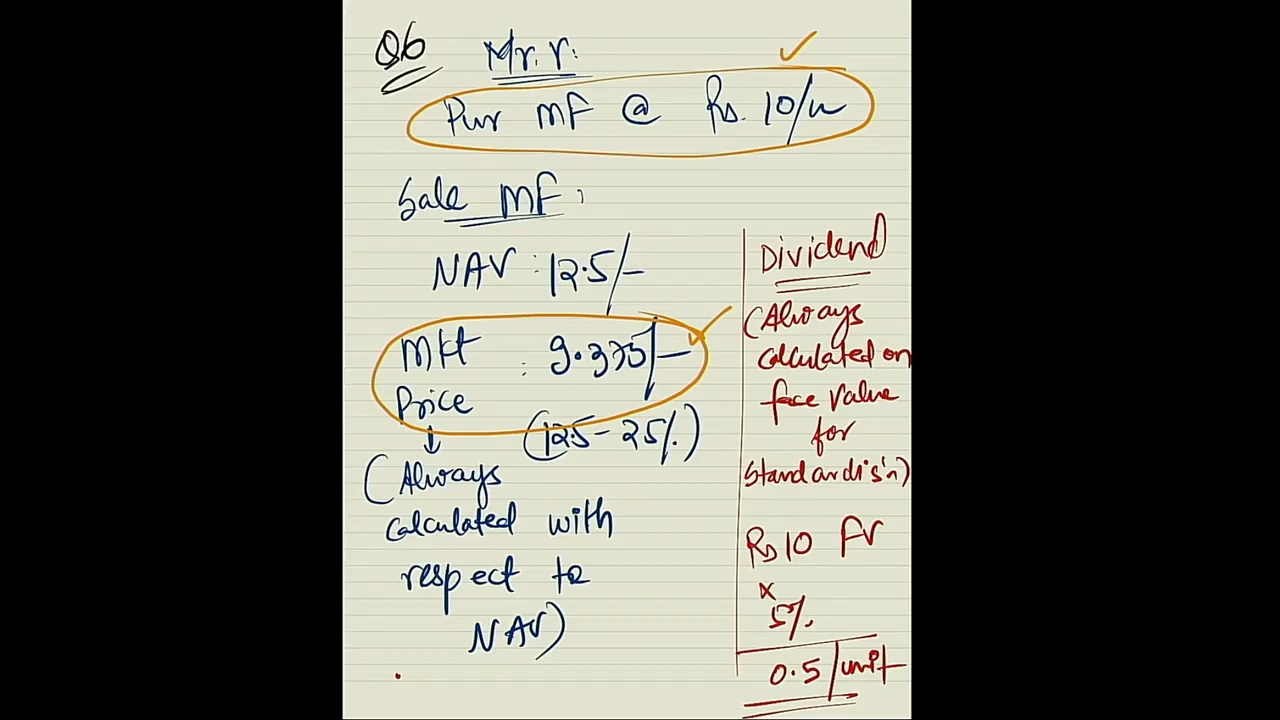 Q6 Mr. r:
Pur MF @ Rs. 10/u
Sale MF:
NAV : 12.5/-
Mkt : 9.375/-
Price
(12.5 - 25%)
(Always
calculated with
respect to
NAV)
Dividend
(Always
calculated on
face value
for
standardis'n)
Rs 10 FV
x
5%
0.5/unit